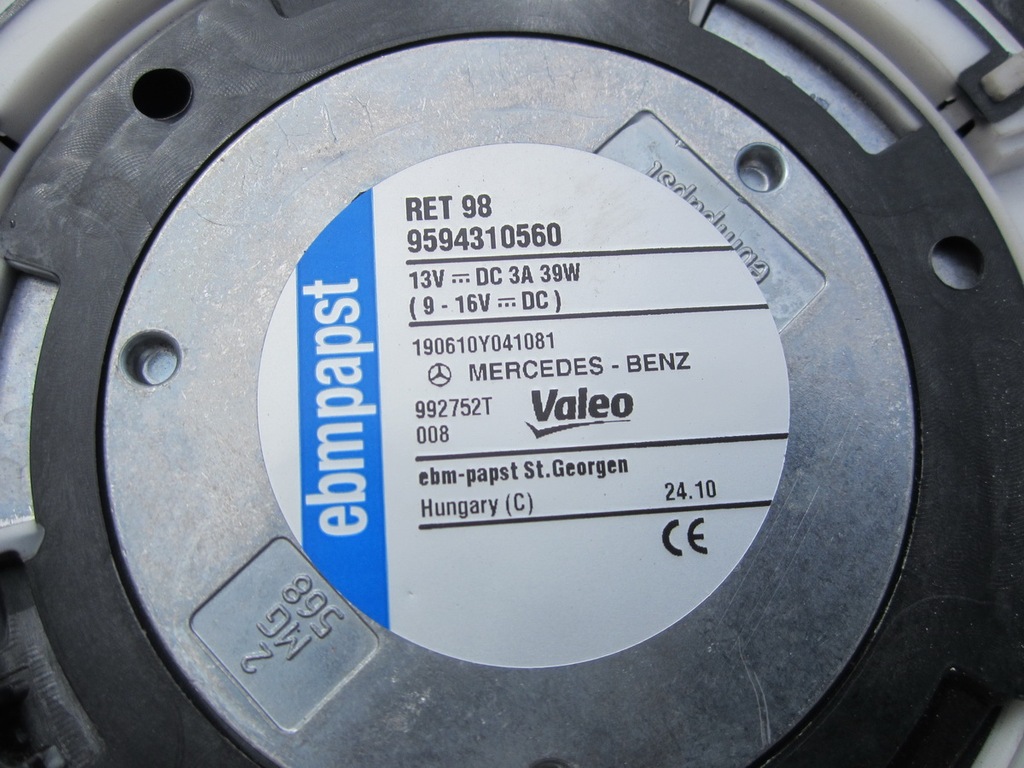 ebmpapst
RET 98
9594310560
13V ⎓ DC 3A 39W
( 9 - 16V ⎓ DC )
190610Y041081
MERCEDES - BENZ
992752T Valeo
008
ebm-papst St.Georgen
Hungary (C) 24.10
CE
ebmpapst
2
MG
568